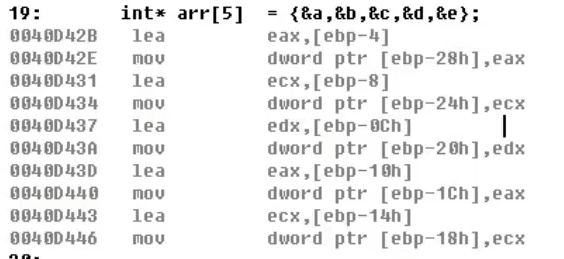 19: int* arr[5] = {&a,&b,&c,&d,&e};
0040D42B lea eax,[ebp-4]
0040D42E mov dword ptr [ebp-28h],eax
0040D431 lea ecx,[ebp-8]
0040D434 mov dword ptr [ebp-24h],ecx
0040D437 lea edx,[ebp-0Ch]
0040D43A mov dword ptr [ebp-20h],edx
0040D43D lea eax,[ebp-10h]
0040D440 mov dword ptr [ebp-1Ch],eax
0040D443 lea ecx,[ebp-14h]
0040D446 mov dword ptr [ebp-18h],ecx